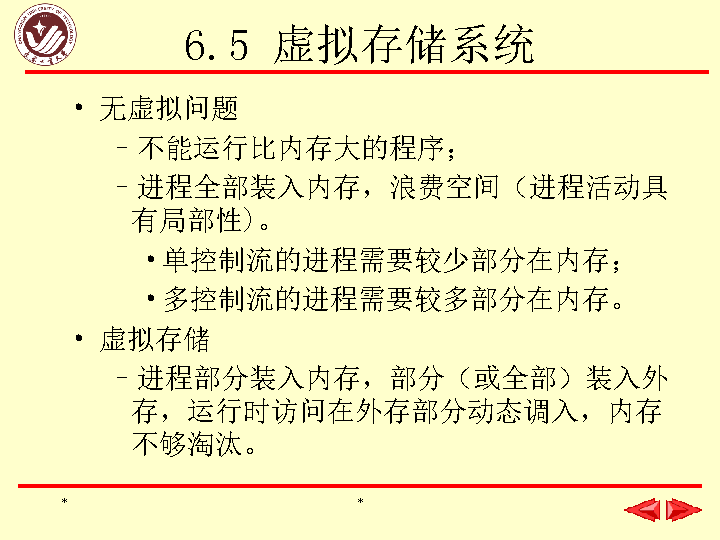 6.5 虚拟存储系统
• 无虚拟问题
– 不能运行比内存大的程序；
– 进程全部装入内存，浪费空间（进程活动具
有局部性)。
• 单控制流的进程需要较少部分在内存；
• 多控制流的进程需要较多部分在内存。
• 虚拟存储
– 进程部分装入内存，部分（或全部）装入外
存，运行时访问在外存部分动态调入，内存
不够淘汰。
* *